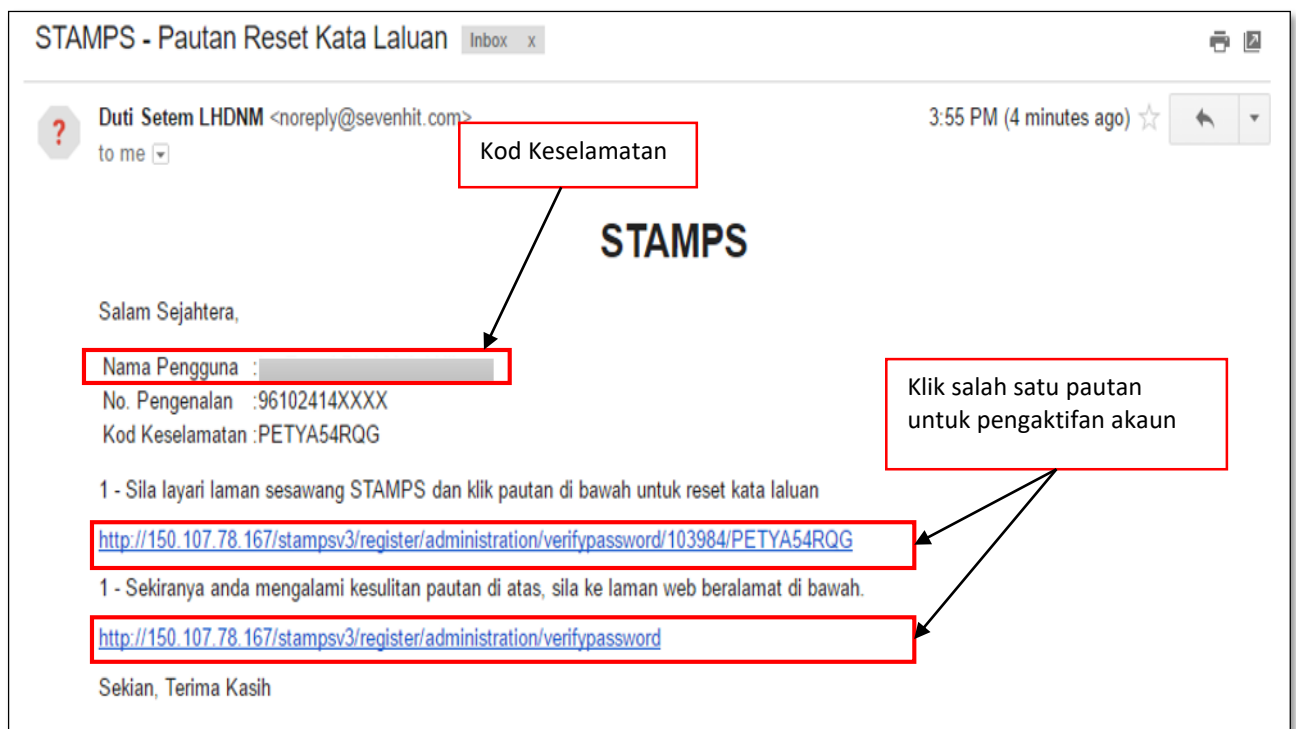 STAMPS - Pautan Reset Kata Laluan Inbox x
Duti Setem LHDNM <noreply@sevenhit.com> 3:55 PM (4 minutes ago)
to me
Kod Keselamatan
STAMPS
Salam Sejahtera,
Nama Pengguna :
No. Pengenalan :96102414XXXX
Kod Keselamatan :PETYA54RQG
Klik salah satu pautan
untuk pengaktifan akaun
1 - Sila layari laman sesawang STAMPS dan klik pautan di bawah untuk reset kata laluan
http://150.107.78.167/stampsv3/register/administration/verifypassword/103984/PETYA54RQG
1 - Sekiranya anda mengalami kesulitan pautan di atas, sila ke laman web beralamat di bawah.
http://150.107.78.167/stampsv3/register/administration/verifypassword
Sekian, Terima Kasih